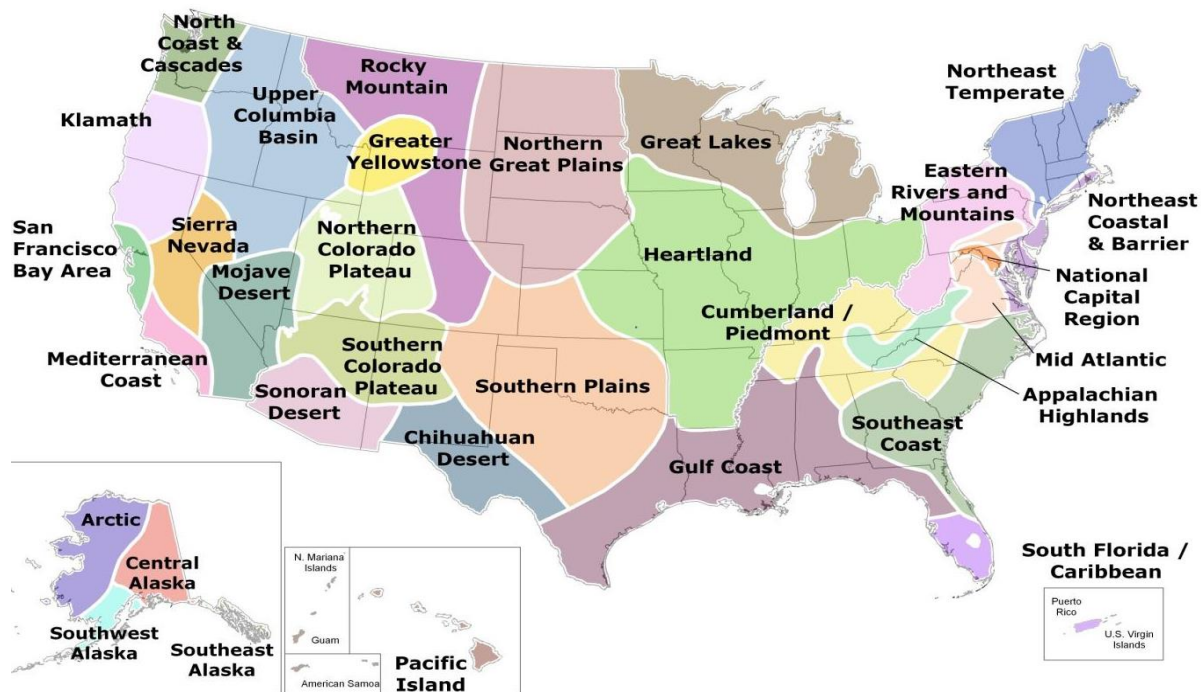 North
Coast &
Cascades
Rocky
Mountain
Northeast
Temperate
Upper
Columbia
Basin
Klamath
Greater
Yellowstone
Northern
Great Plains
Great Lakes
Eastern
Rivers and
Mountains
Northeast
Coastal
& Barrier
San
Francisco
Bay Area
Sierra
Nevada
Northern
Colorado
Plateau
Heartland
Mojave
Desert
National
Capital
Region
Cumberland /
Piedmont
Mediterranean
Coast
Southern
Colorado
Plateau
Mid Atlantic
Sonoran
Desert
Southern Plains
Appalachian
Highlands
Southeast
Coast
Chihuahuan
Desert
Gulf Coast
Arctic
Central
Alaska
Southwest
Alaska
Southeast
Alaska
N. Mariana
Islands
Guam
American Samoa
Pacific
Island
South Florida /
Caribbean
Puerto
Rico
U.S. Virgin
Islands